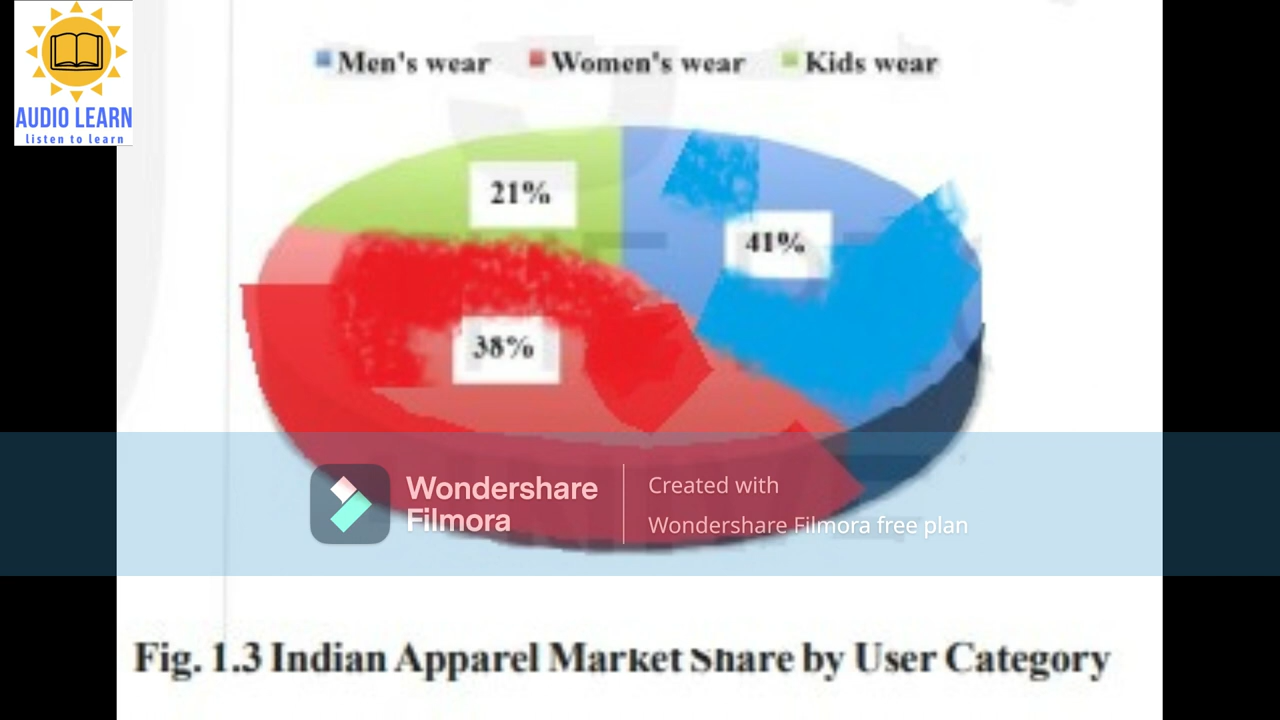 AUDIO LEARN
listen to learn
Men's wear Women's wear Kids wear
21%
41%
38%
Wondershare
Filmora
Created with
Wondershare Filmora free plan
Fig. 1.3 Indian Apparel Market Share by User Category